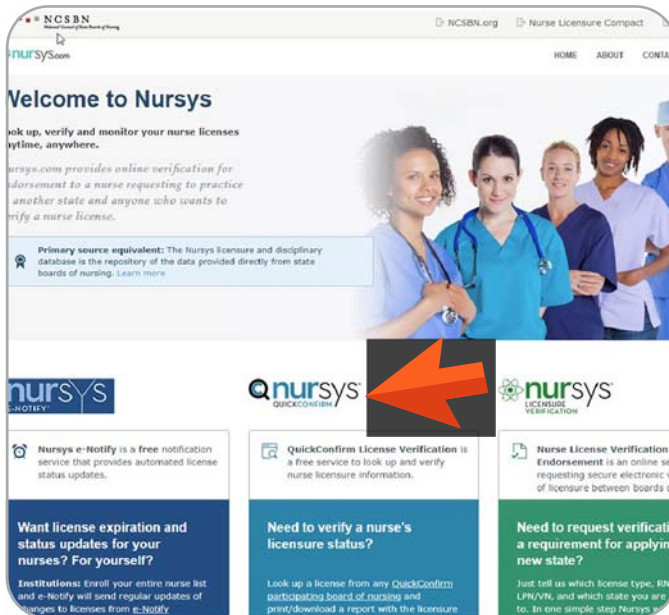 NCSBN
National Council of State Boards of Nursing
NCSBN.org
Nurse Licensure Compact
nursys.com
HOME ABOUT CONTA
Welcome to Nursys
ook up, verify and monitor your nurse licenses
nytime, anywhere.
ursys.com provides online verification for
ndorsement to a nurse requesting to practice
another state and anyone who wants to
erify a nurse license.
Primary source equivalent: The Nursys licensure and disciplinary
database is the repository of the data provided directly from state
boards of nursing. Learn more
nursys
E-NOTIFY
Nursys e-Notify is a free notification
service that provides automated license
status updates.
Want license expiration and
status updates for your
nurses? For yourself?
Institutions: Enroll your entire nurse list
and e-Notify will send regular updates of
changes to licenses from e-Notify
nursys
QUICKCONFIRM
QuickConfirm License Verification is
a free service to look up and verify
nurse licensure information.
Need to verify a nurse's
licensure status?
Look up a license from any QuickConfirm
participating board of nursing and
print/download a report with the licensure
nursys
LICENSURE
VERIFICATION
Nurse License Verification
Endorsement is an online se
requesting secure electronic v
of licensure between boards o
Need to request verificati
a requirement for applying
new state?
Just tell us which license type, RN
LPN/VN, and which state you are
to. In one simple step Nursys w